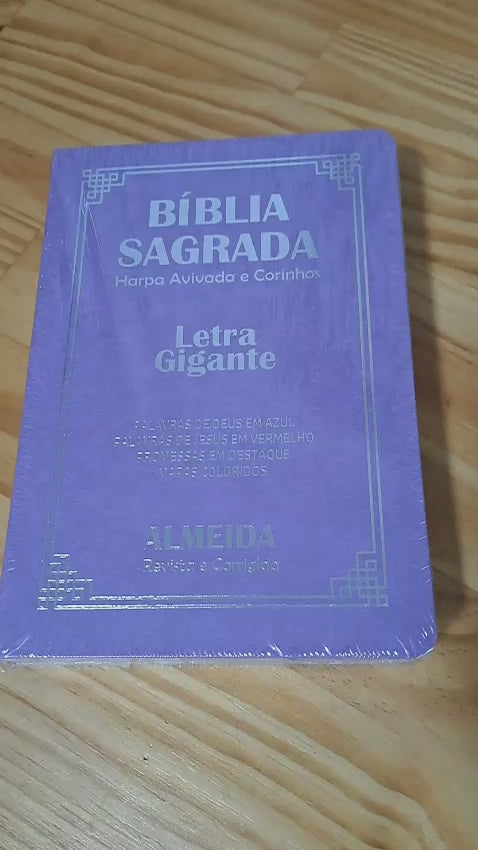 BÍBLIA
SAGRADA
Harpa Avivada e Corinhos
Letra
Gigante
PALAVRAS DE DEUS EM AZUL
PALAVRAS DE JESUS EM VERMELHO
PROMESSAS EM DESTAQUE
MAPAS COLORIDOS
ALMEIDA
Revista e Corrigida